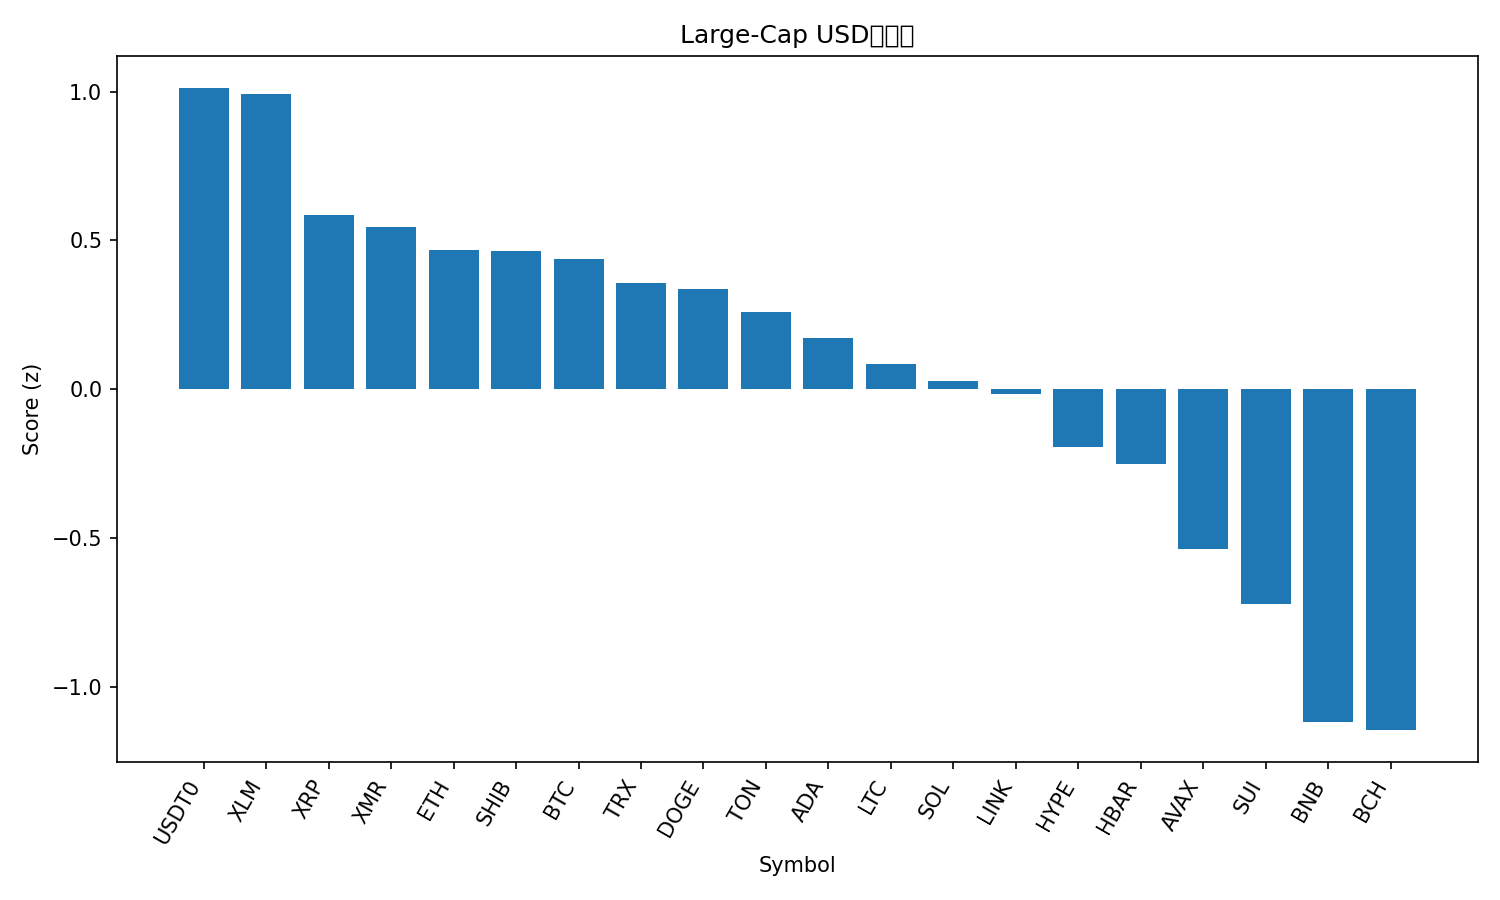 Large-Cap USD
1.0
0.5
0.0
−0.5
−1.0
Score (z)
USDT0
XLM
XRP
XMR
ETH
SHIB
BTC
TRX
DOGE
TON
ADA
LTC
SOL
LINK
HYPE
HBAR
AVAX
SUI
BNB
BCH
Symbol